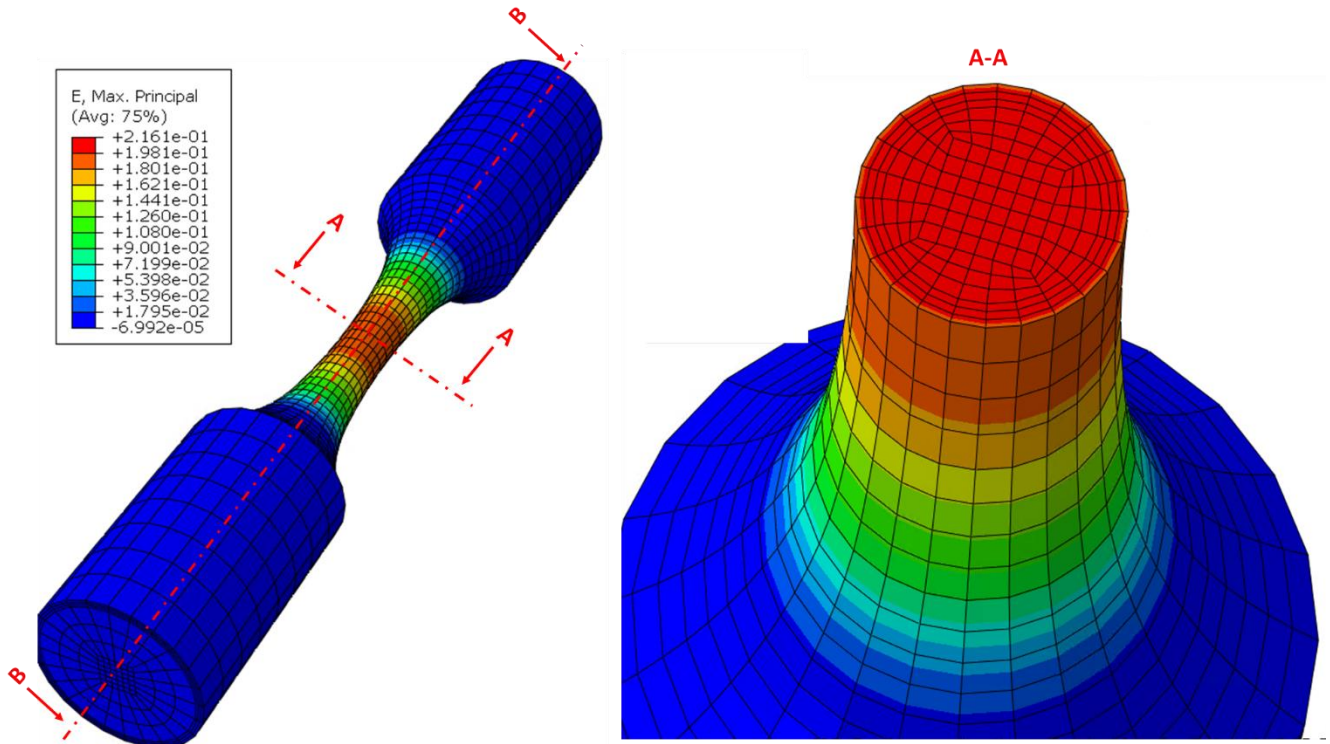 B
A-A
E, Max. Principal
(Avg: 75%)
+2.161e-01
+1.981e-01
+1.801e-01
+1.621e-01
+1.441e-01
+1.260e-01
+1.080e-01
+9.001e-02
+7.199e-02
+5.398e-02
+3.596e-02
+1.795e-02
-6.992e-05
A
A
B